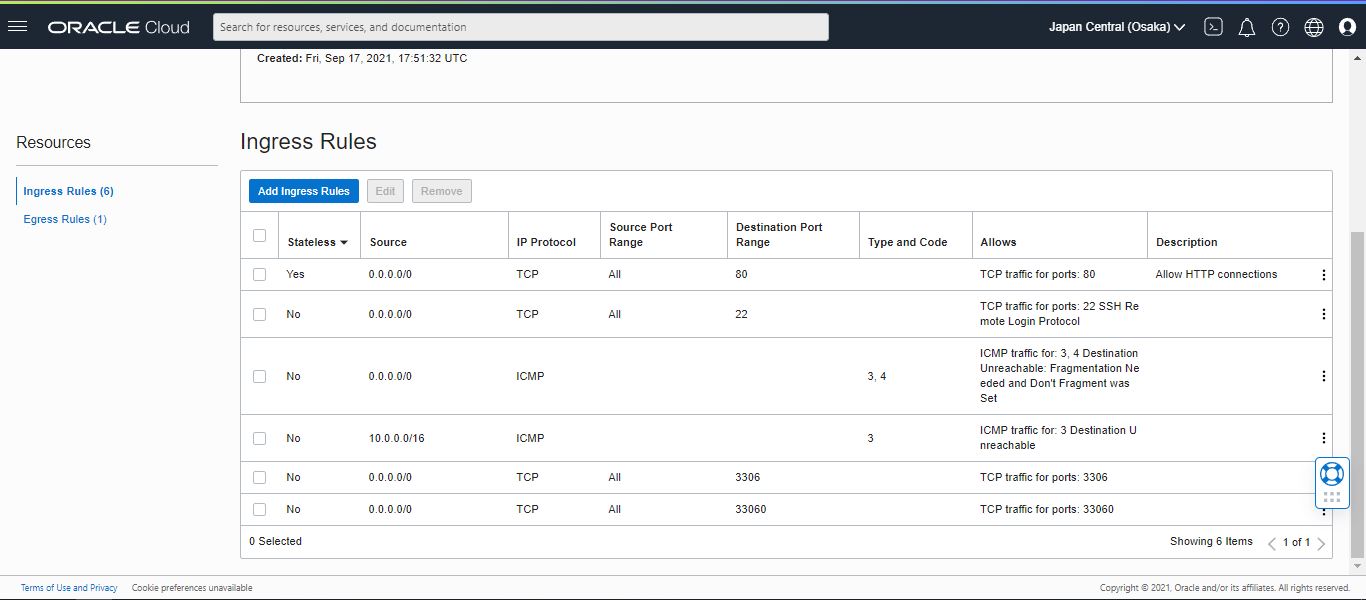 ORACLE Cloud
Search for resources, services, and documentation
Japan Central (Osaka)
Created: Fri, Sep 17, 2021, 17:51:32 UTC
Resources
Ingress Rules (6)
Egress Rules (1)
Ingress Rules
Add Ingress Rules Edit Remove
Stateless Source IP Protocol Source Port Range Destination Port Range Type and Code Allows Description
Yes 0.0.0.0/0 TCP All 80 TCP traffic for ports: 80 Allow HTTP connections
No 0.0.0.0/0 TCP All 22 TCP traffic for ports: 22 SSH Re
mote Login Protocol
No 0.0.0.0/0 ICMP 3, 4 ICMP traffic for: 3, 4 Destination
Unreachable: Fragmentation Ne
eded and Don't Fragment was
Set
No 10.0.0.0/16 ICMP 3 ICMP traffic for: 3 Destination U
nreachable
No 0.0.0.0/0 TCP All 3306 TCP traffic for ports: 3306
No 0.0.0.0/0 TCP All 33060 TCP traffic for ports: 33060
0 Selected Showing 6 Items 1 of 1
Terms of Use and Privacy Cookie preferences unavailable Copyright © 2021, Oracle and/or its affiliates. All rights reserved.